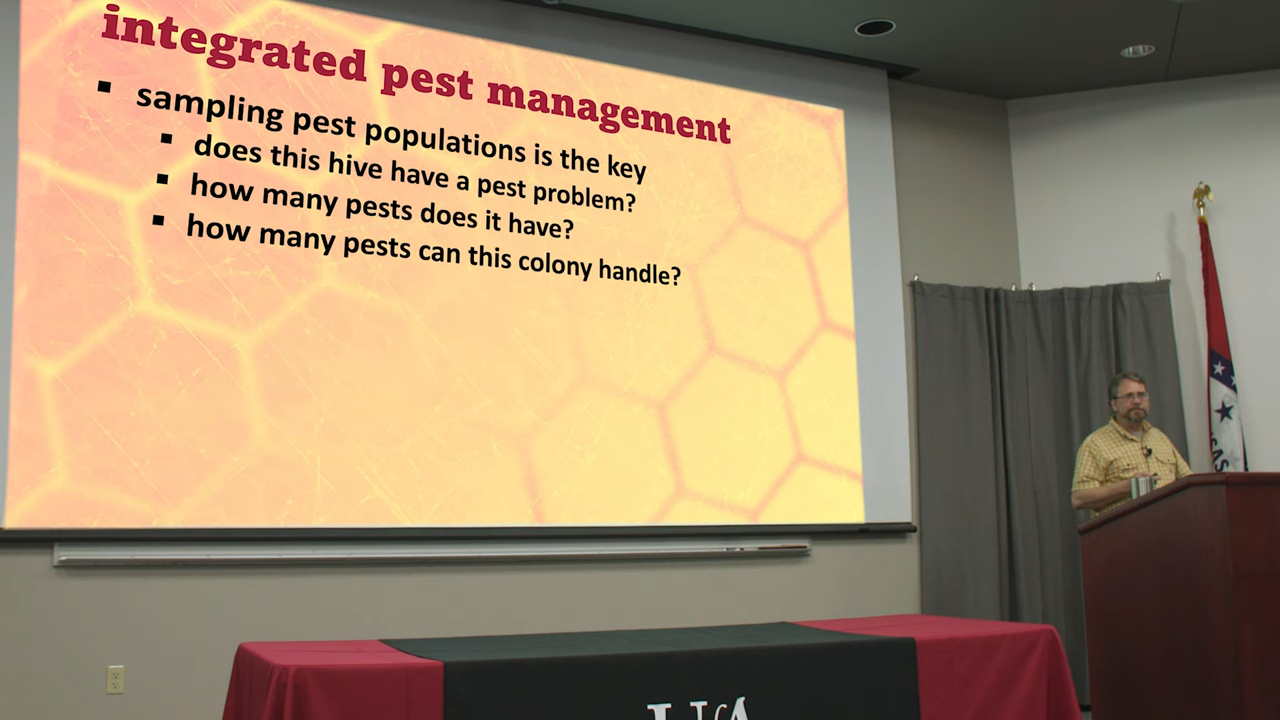 integrated pest management
sampling pest populations is the key
does this hive have a pest problem?
how many pests does it have?
how many pests can this colony handle?